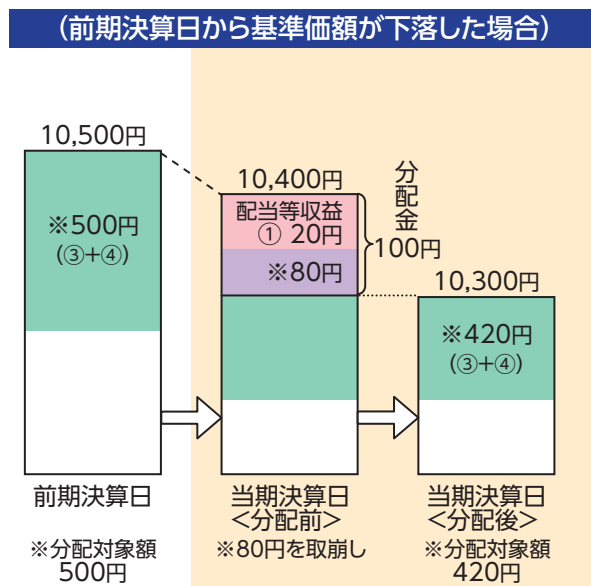 (前期決算日から基準価額が下落した場合)
10,500円
※500円
(③+④)
前期決算日
※分配対象額
500円
10,400円
配当等収益
① 20円
※80円
分配金
100円
当期決算日
<分配前>
※80円を取崩し
10,300円
※420円
(③+④)
当期決算日
<分配後>
※分配対象額
420円